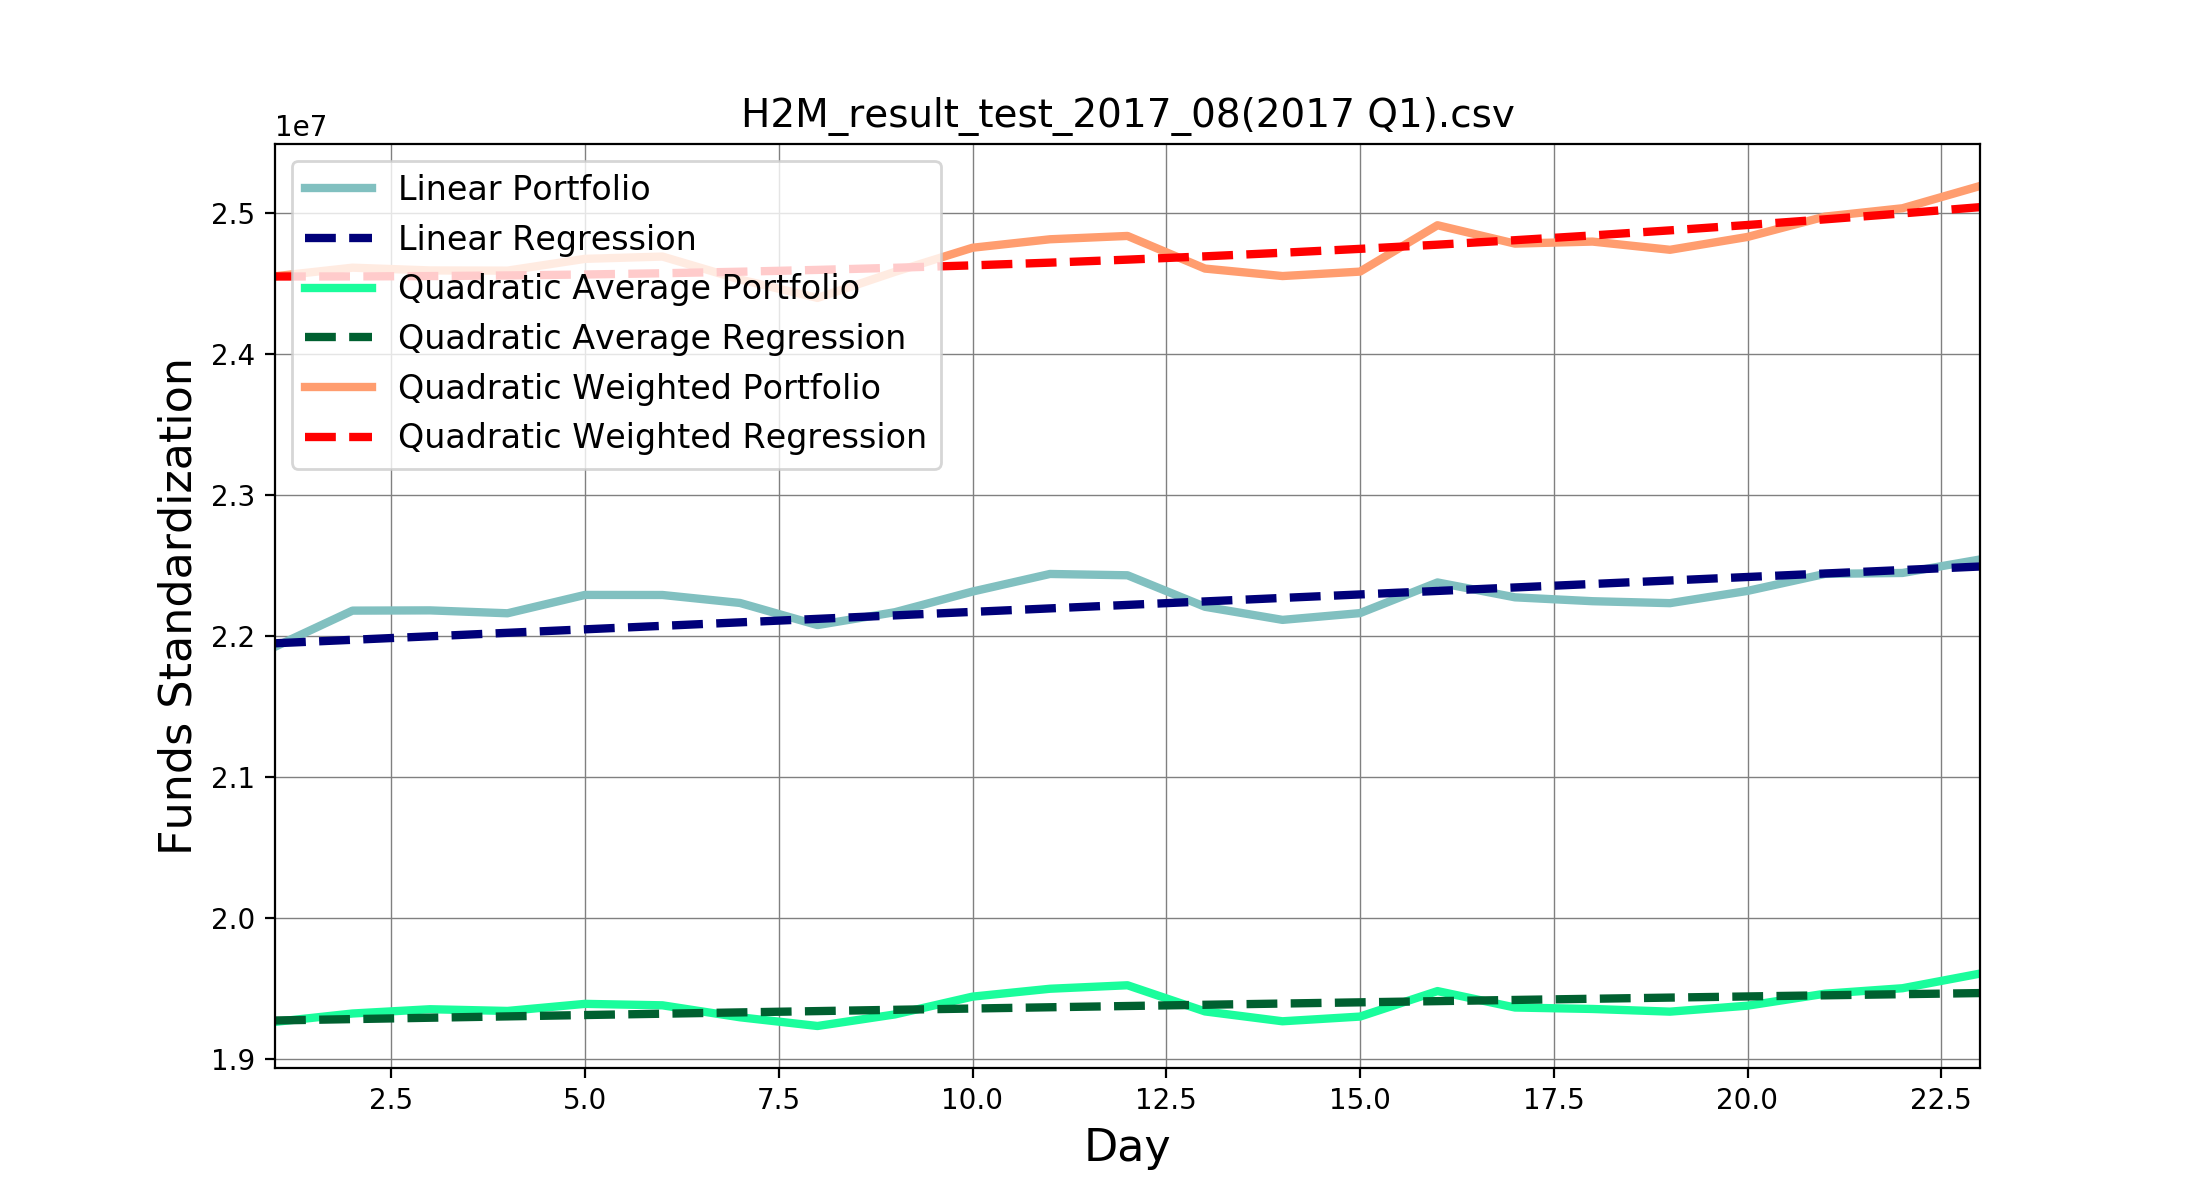 H2M_result_test_2017_08(2017 Q1).csv
1e7
Linear Portfolio
Linear Regression
Quadratic Average Portfolio
Quadratic Average Regression
Quadratic Weighted Portfolio
Quadratic Weighted Regression
Funds Standardization
2.5
2.4
2.3
2.2
2.1
2.0
1.9
2.5 5.0 7.5 10.0 12.5 15.0 17.5 20.0 22.5
Day